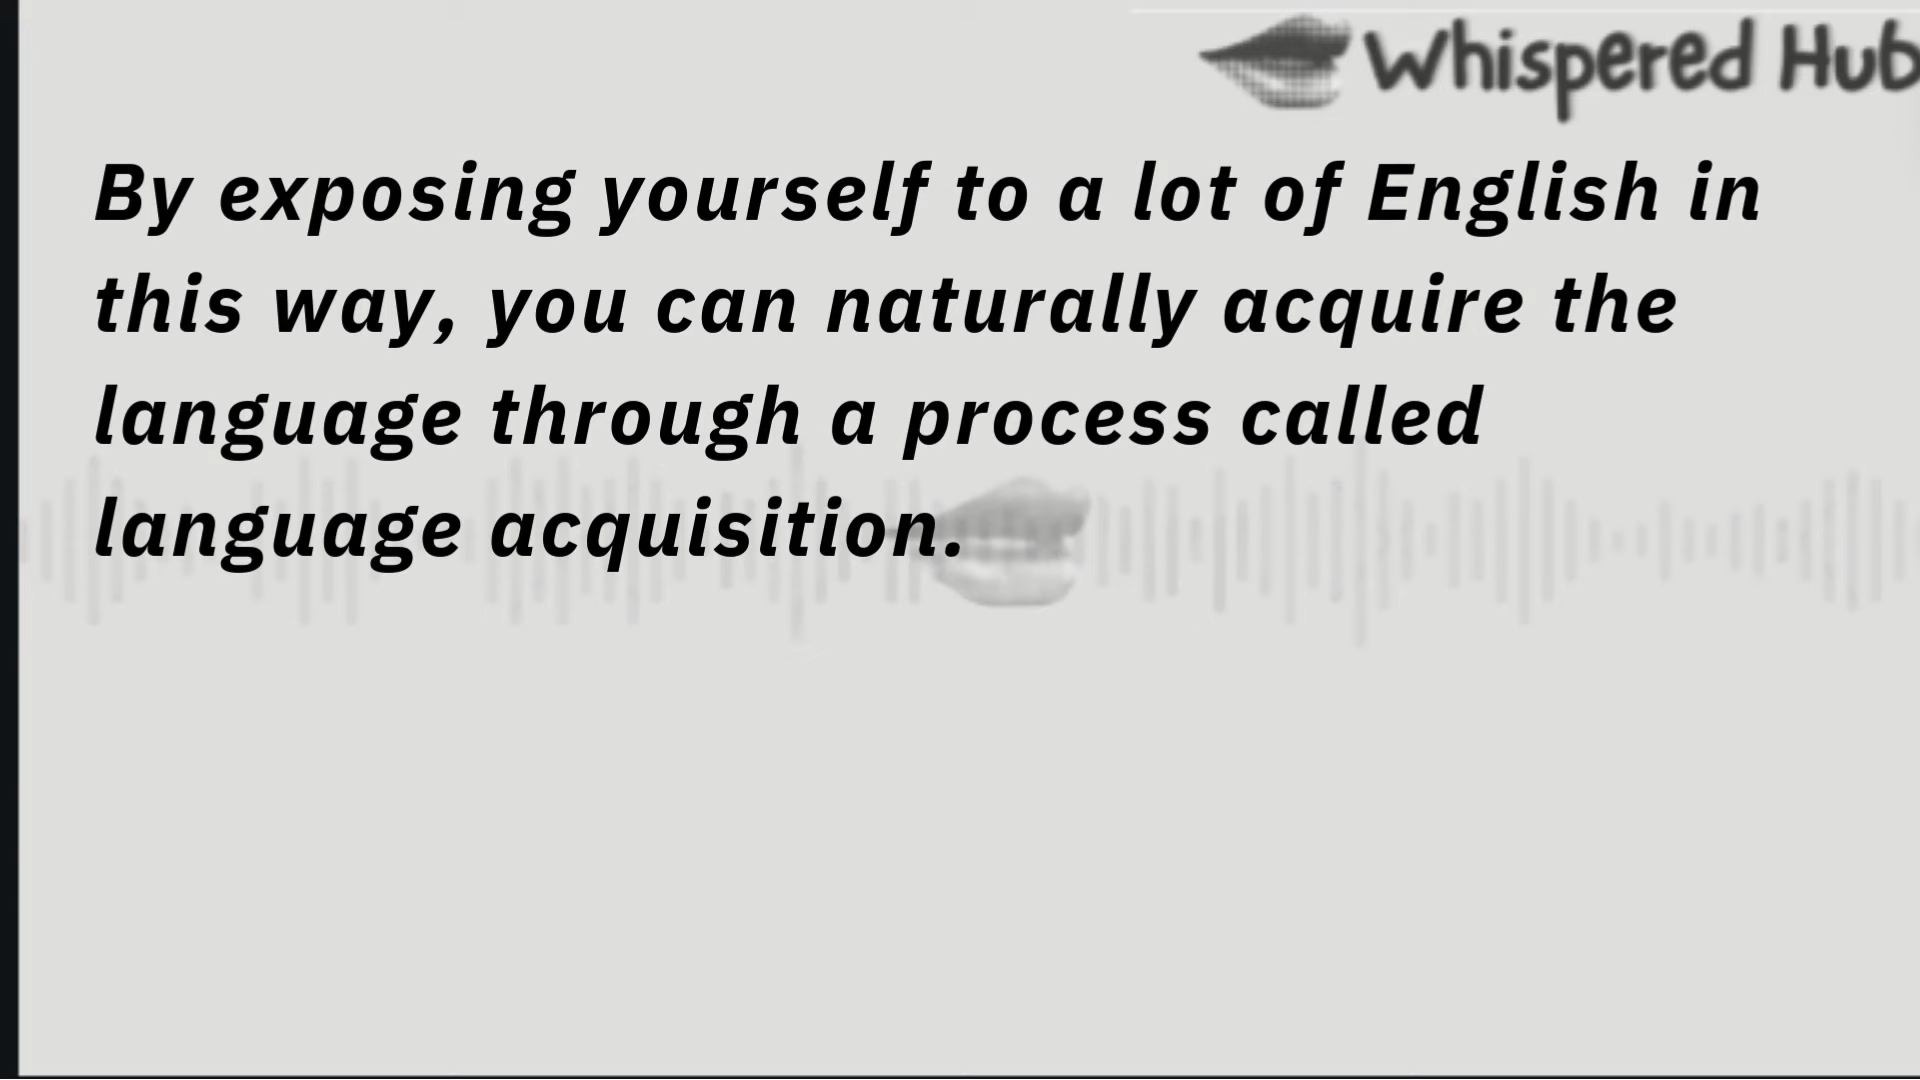 Whispered Hub
By exposing yourself to a lot of English in
this way, you can naturally acquire the
language through a process called
language acquisition.